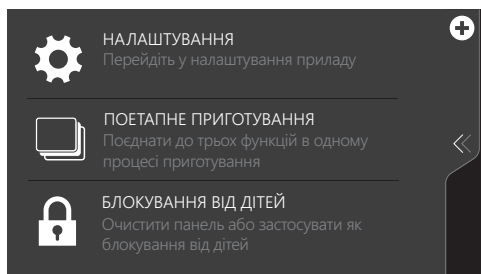 НАЛАШТУВАННЯ
Перейдіть у налаштування приладу
ПОЕТАПНЕ ПРИГОТУВАННЯ
Поєднати до трьох функцій в одному
процесі приготування
БЛОКУВАННЯ ВІД ДІТЕЙ
Очистити панель або застосувати як
блокування від дітей